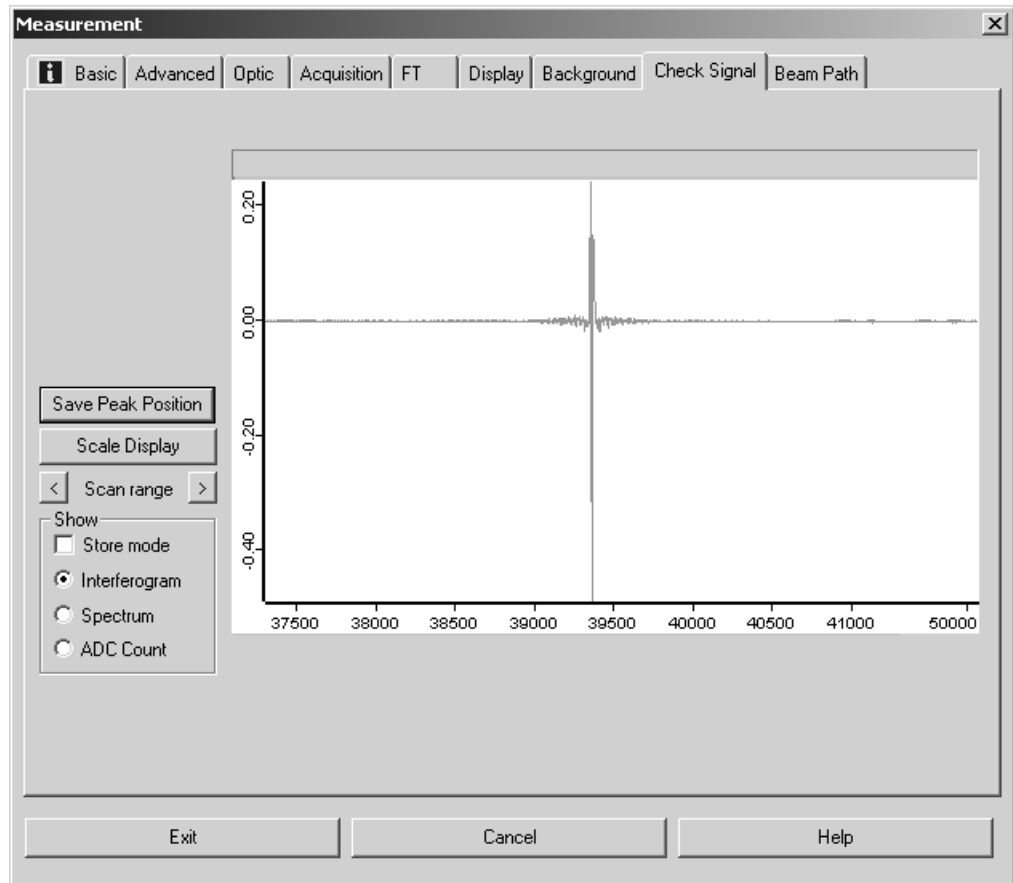 Measurement
Basic Advanced Optic Acquisition FT Display Background Check Signal Beam Path
0.20
0.00
-0.20
-0.40
37500 38000 38500 39000 39500 40000 40500 41000 50000
Save Peak Position
Scale Display
< Scan range >
Show
Store mode
Interferogram
Spectrum
ADC Count
Exit Cancel Help